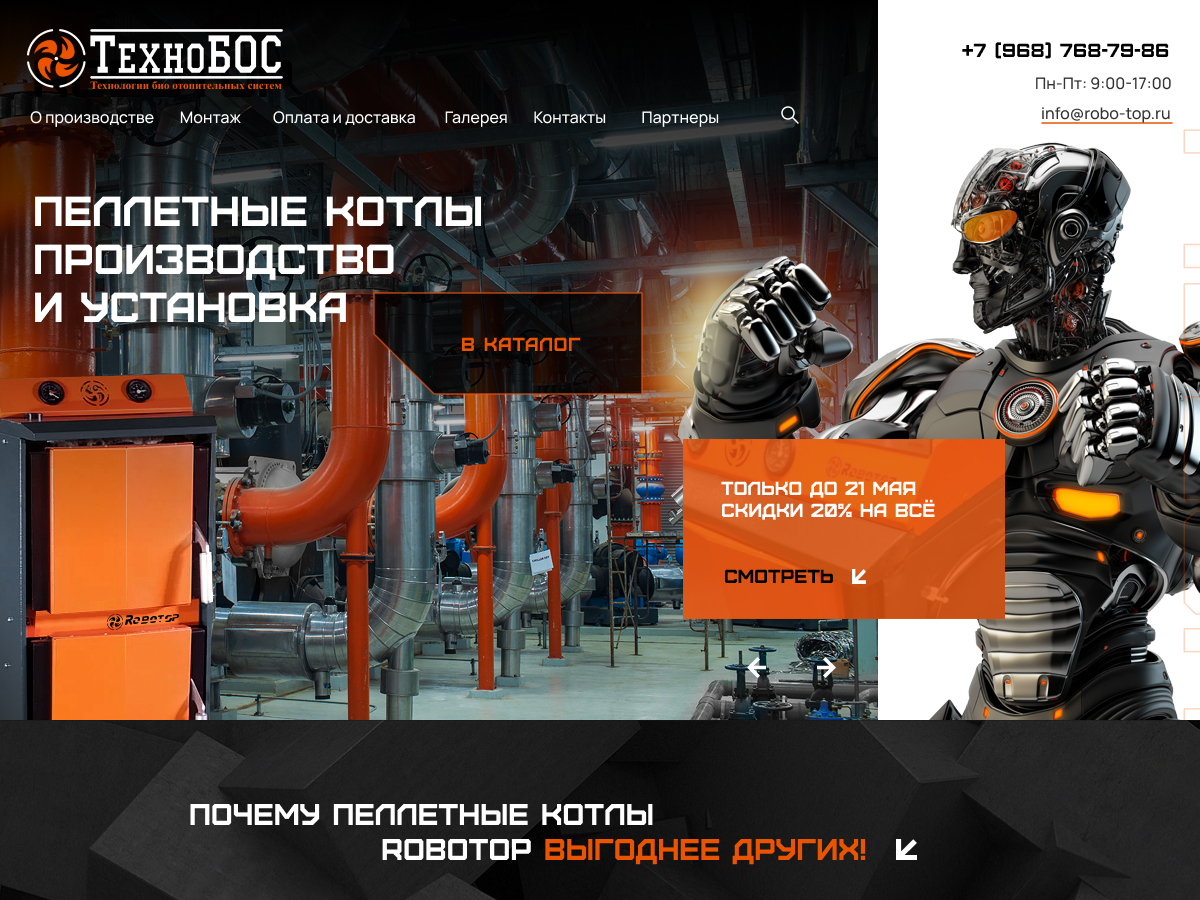 ТехноБОС
Технологии био отопительных систем
+7 (968) 768-79-86
Пн-Пт: 9:00-17:00
info@robo-top.ru
О производстве Монтаж Оплата и доставка Галерея Контакты Партнеры
ПЕЛЛЕТНЫЕ КОТЛЫ
ПРОИЗВОДСТВО
И УСТАНОВКА
В КАТАЛОГ
ТОЛЬКО ДО 21 МАЯ
СКИДКИ 20% НА ВСЁ
СМОТРЕТЬ
ROBOTOP
ПОЧЕМУ ПЕЛЛЕТНЫЕ КОТЛЫ
ROBOTOP ВЫГОДНЕЕ ДРУГИХ!